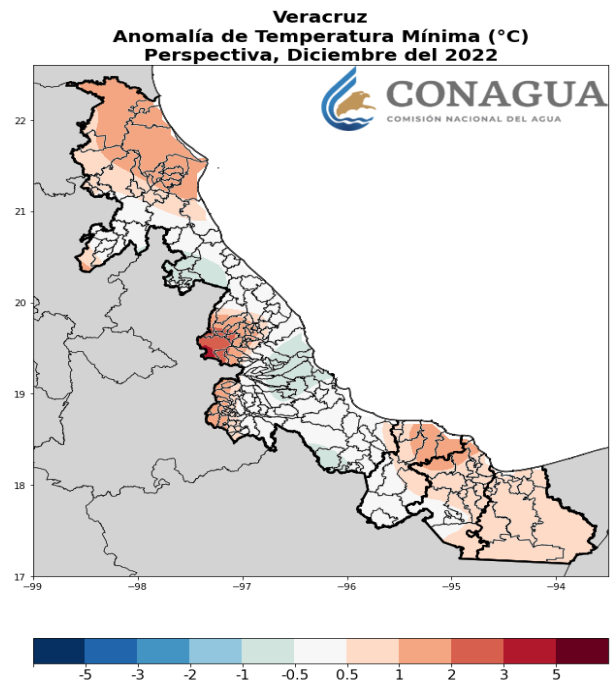 Veracruz
Anomalía de Temperatura Mínima (°C)
Perspectiva, Diciembre del 2022
CONAGUA
COMISIÓN NACIONAL DEL AGUA
22
21
20
19
18
17
−99 −98 −97 −96 −95 −94
-5 -3 -2 -1 -0.5 0.5 1 2 3 5